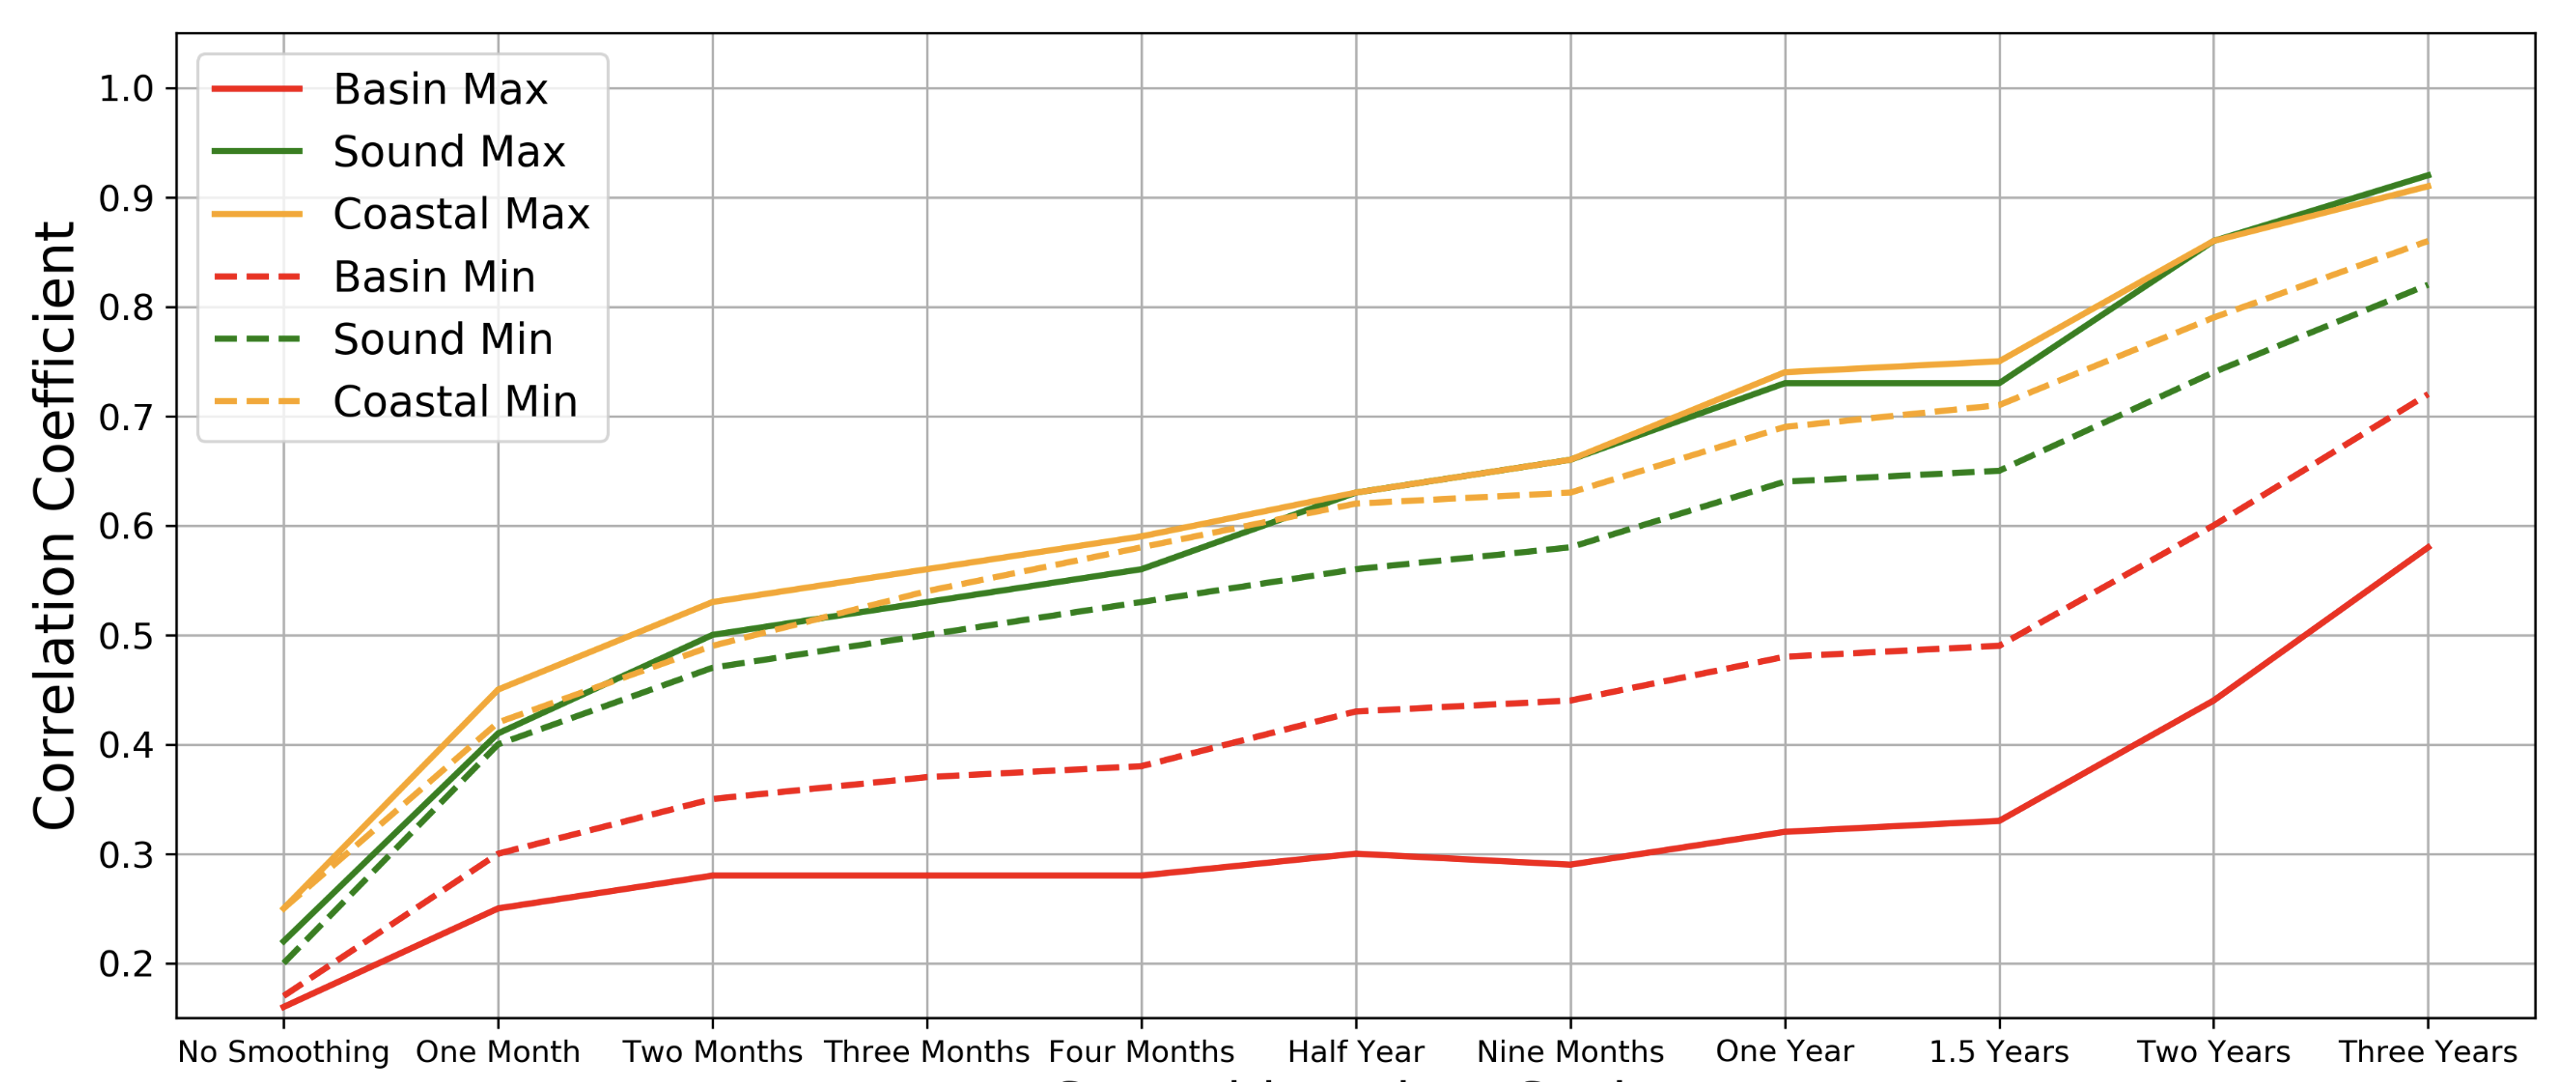 Correlation Coefficient
1.0
0.9
0.8
0.7
0.6
0.5
0.4
0.3
0.2
Basin Max
Sound Max
Coastal Max
Basin Min
Sound Min
Coastal Min
No Smoothing One Month Two Months Three Months Four Months Half Year Nine Months One Year 1.5 Years Two Years Three Years